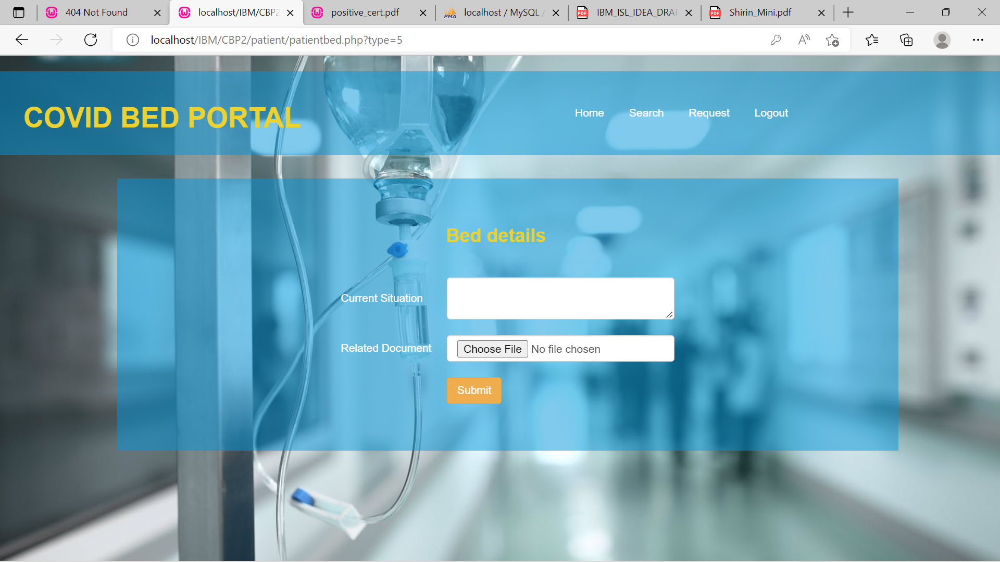 404 Not Found
localhost/IBM/CBP2
positive_cert.pdf
localhost / MySQL /
IBM_ISL_IDEA_DRAF
Shirin_Mini.pdf
localhost/IBM/CBP2/patient/patientbed.php?type=5
COVID BED PORTAL
Home
Search
Request
Logout
Bed details
Current Situation
Related Document
Choose File No file chosen
Submit